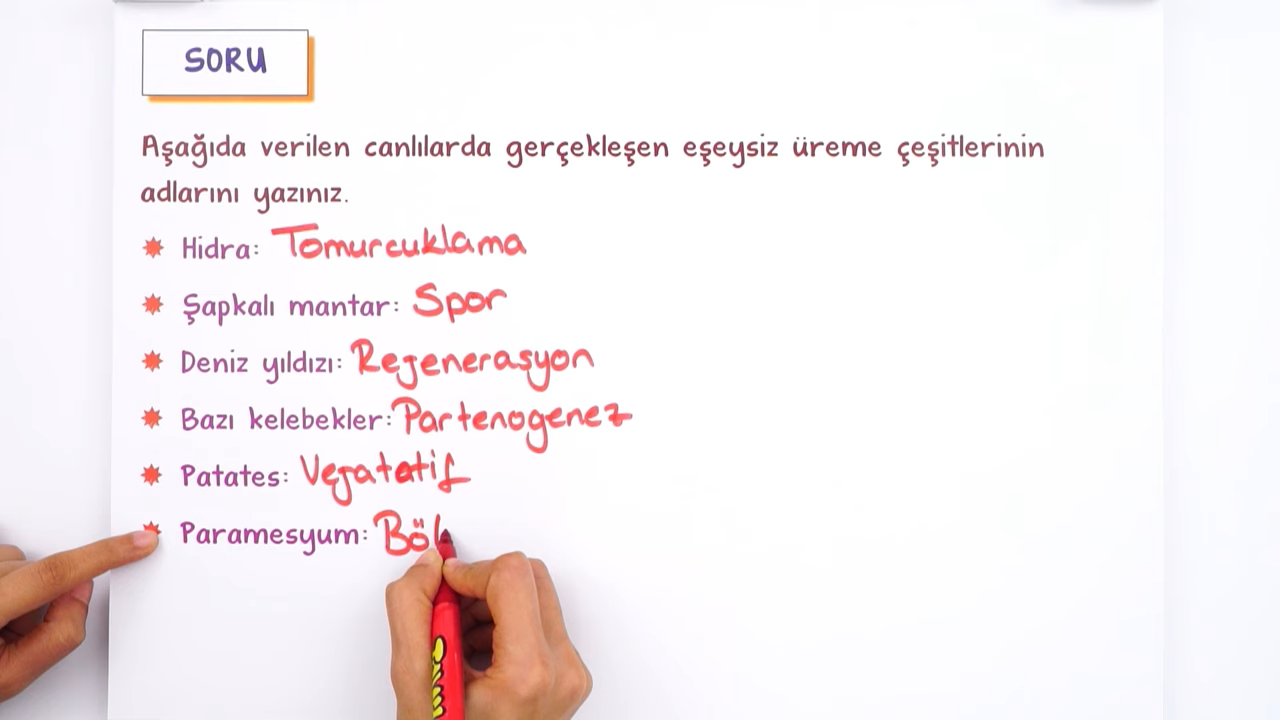 SORU
Aşağıda verilen canlılarda gerçekleşen eşeysiz üreme çeşitlerinin
adlarını yazınız.
Hidra: Tomurcuklama
Şapkalı mantar: Spor
Deniz yıldızı: Rejenerasyon
Bazı kelebekler: Partenogenez
Patates: Vejatatif
Paramesyum: Böl